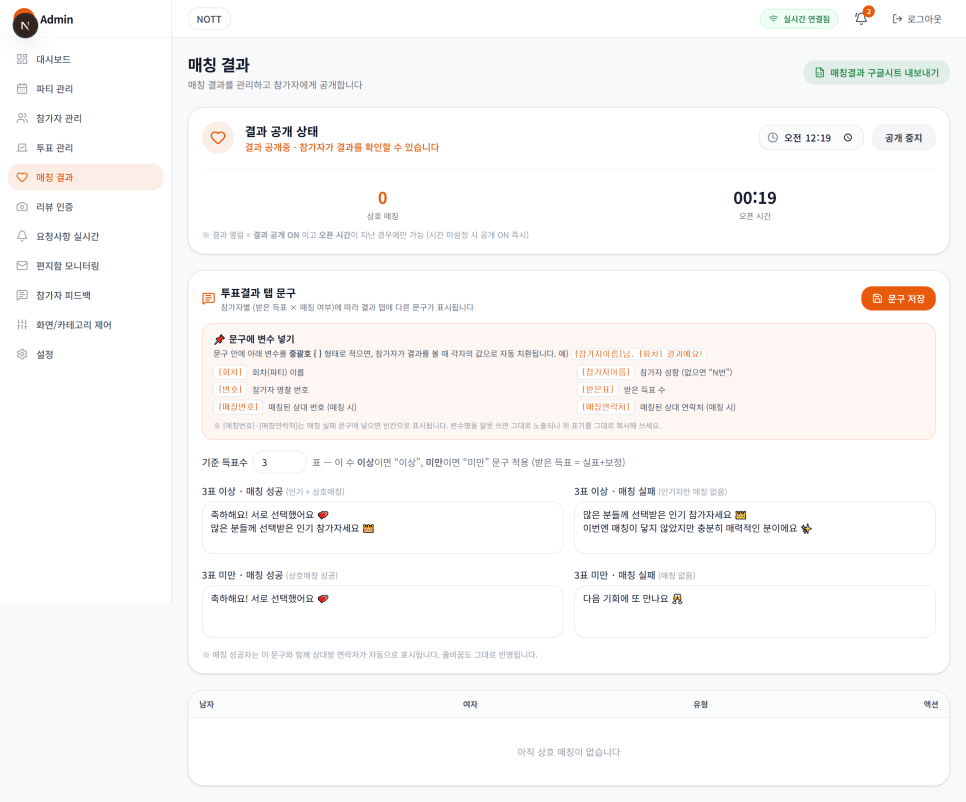 N
Admin
NOTT
실시간 연결됨
2
로그아웃
대시보드
파티 관리
참가자 관리
투표 관리
매칭 결과
리뷰 인증
요청사항 실시간
편지함 모니터링
참가자 피드백
화면/카테고리 제어
설정
매칭 결과
매칭 결과를 관리하고 참가자에게 공개합니다
매칭결과 구글시트 내보내기
결과 공개 상태
결과 공개중 - 참가자가 결과를 확인할 수 있습니다
오전 12:19
공개 중지
0
상호 매칭
00:19
오픈 시간
※ 결과 열람 = 결과 공개 ON 이고 오픈 시간이 지난 경우에만 가능 (시간 미설정 시 공개 ON 즉시)
투표결과 탭 문구
참가자별 (받은 득표 × 매칭 여부)에 따라 결과 탭에 다른 문구가 표시됩니다
문구 저장
📌 문구에 변수 넣기
문구 안에 아래 변수를 중괄호 { } 형태로 적으면, 참가자가 결과를 볼 때 각자의 값으로 자동 치환됩니다. 예) {참가자이름}님, {회차} 결과예요!
{회차} 회차(파티) 이름
{참가자이름} 참가자 성함 (없으면 “N번”)
{번호} 참가자 명찰 번호
{받은표} 받은 득표 수
{매칭번호} 매칭된 상대 번호 (매칭 시)
{매칭연락처} 매칭된 상대 연락처 (매칭 시)
※ {매칭번호}·{매칭연락처}는 매칭 실패 문구에 넣으면 빈칸으로 표시됩니다. 변수명을 잘못 쓰면 그대로 노출되니 위 표기를 그대로 복사해 쓰세요.
기준 득표수 3 표 — 이 수 이상이면 “이상”, 미만이면 “미만” 문구 적용 (받은 득표 = 실표+보정)
3표 이상 · 매칭 성공 (인기 + 상호매칭)
축하해요! 서로 선택했어요 💘
많은 분들께 선택받은 인기 참가자세요 👑
3표 이상 · 매칭 실패 (인기지만 매칭 없음)
많은 분들께 선택받은 인기 참가자세요 👑
이번엔 매칭이 닿지 않았지만 충분히 매력적인 분이에요 ✨
3표 미만 · 매칭 성공 (상호매칭 성공)
축하해요! 서로 선택했어요 💘
3표 미만 · 매칭 실패 (매칭 없음)
다음 기회에 또 만나요
※ 매칭 성공자는 이 문구와 함께 상대방 연락처가 자동으로 표시됩니다. 줄바꿈도 그대로 반영됩니다.
남자 여자 유형 액션
아직 상호 매칭이 없습니다